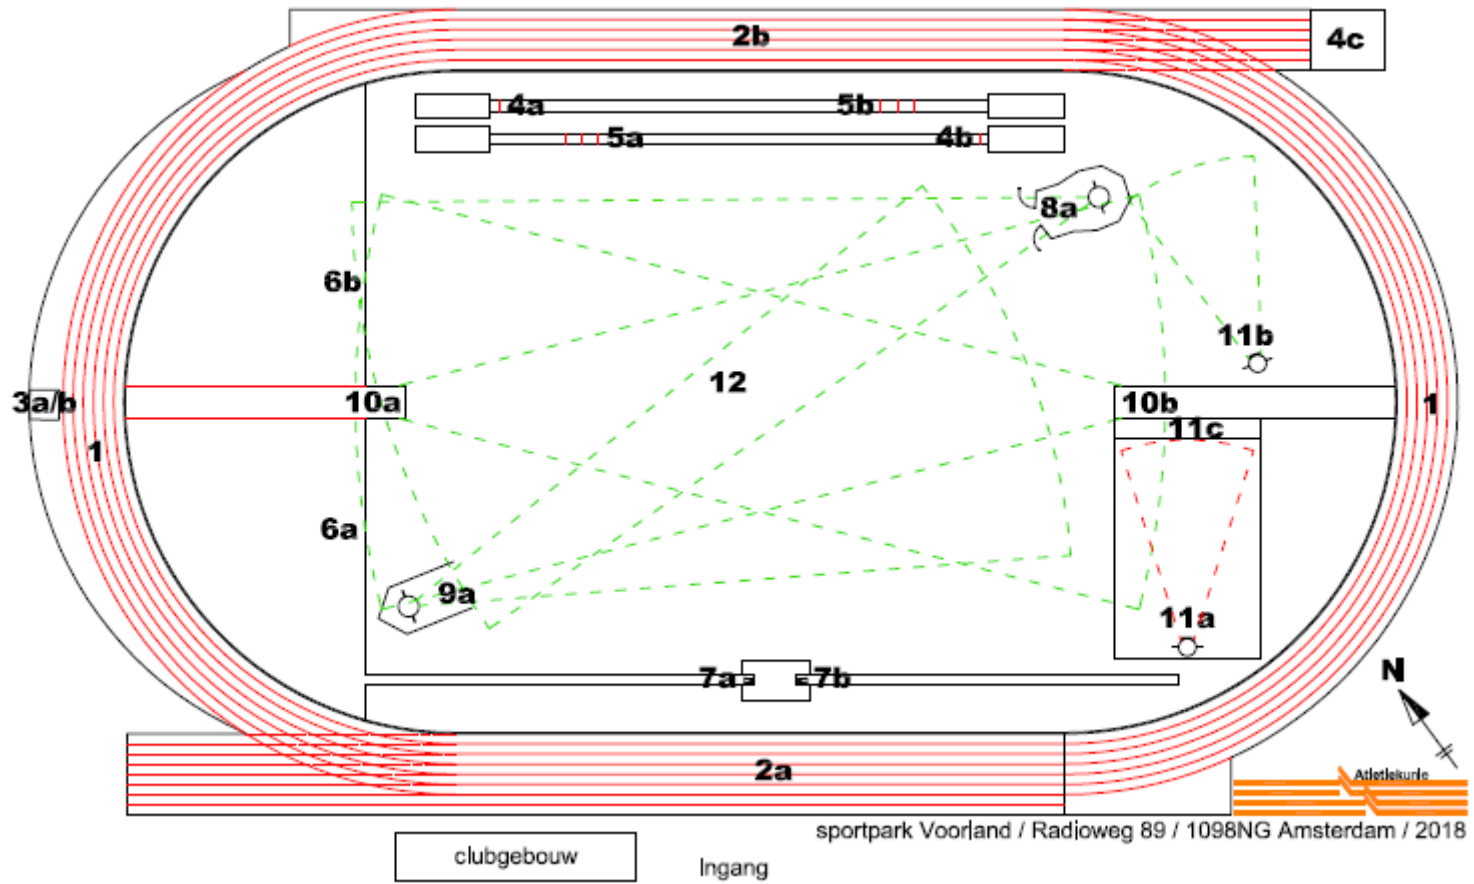 2b
4c
4a
5b
5a
4b
8a
6b
11b
12
3a/b
10a
10b
1
11c
1
6a
9a
11a
7a
7b
N
2a
Atletiekunie
sportpark Voorland / Radioweg 89 / 1098NG Amsterdam / 2018
clubgebouw
Ingang